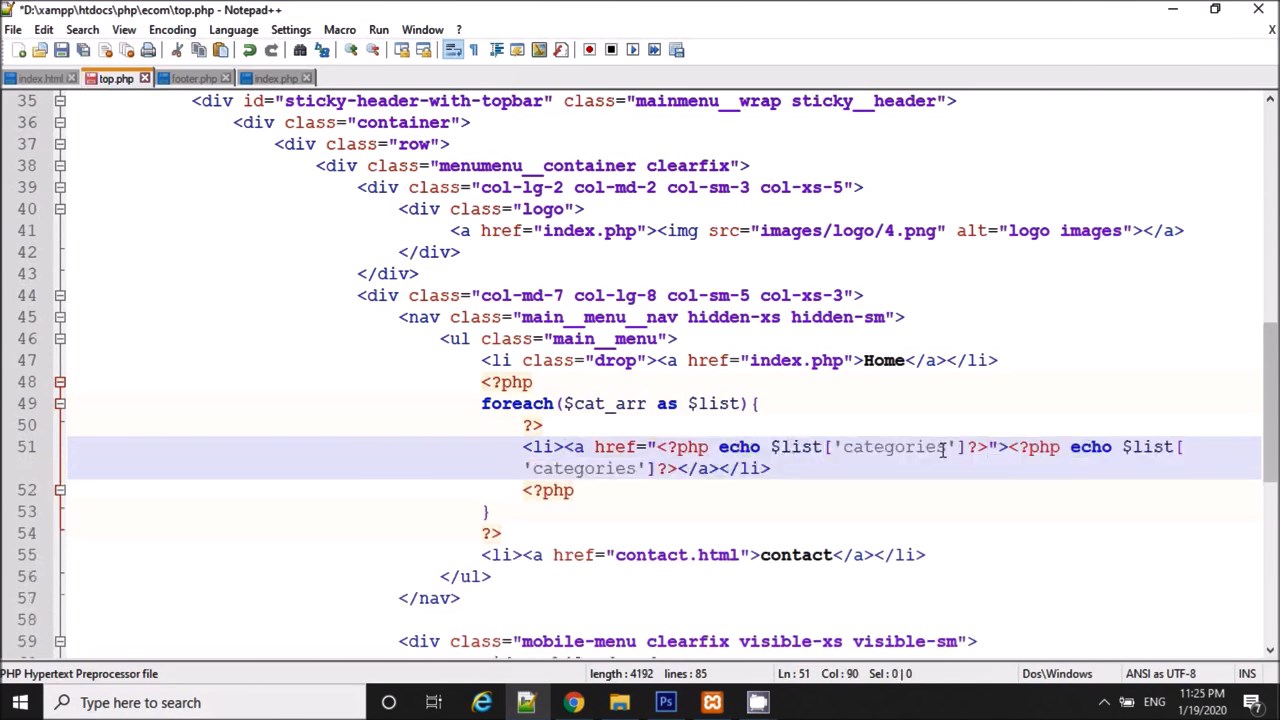 *D:\xampp\htdocs\php\ecom\top.php - Notepad++
File Edit Search View Encoding Language Settings Macro Run Window ?
X
index.html top.php footer.php index.php
35 <div id="sticky-header-with-topbar" class="mainmenu__wrap sticky__header">
36 <div class="container">
37 <div class="row">
38 <div class="menumenu__container clearfix">
39 <div class="col-lg-2 col-md-2 col-sm-3 col-xs-5">
40 <div class="logo">
41 <a href="index.php"><img src="images/logo/4.png" alt="logo images"></a>
42 </div>
43 </div>
44 <div class="col-md-7 col-lg-8 col-sm-5 col-xs-3">
45 <nav class="main__menu__nav hidden-xs hidden-sm">
46 <ul class="main__menu">
47 <li class="drop"><a href="index.php">Home</a></li>
48 <?php
49 foreach($cat_arr as $list){
50 ?>
51 <li><a href="<?php echo $list['categories']?>"><?php echo $list[
'categories']?></a></li>
52 <?php
53 }
54 ?>
55 <li><a href="contact.html">contact</a></li>
56 </ul>
57 </nav>
58
59 <div class="mobile-menu clearfix visible-xs visible-sm">
PHP Hypertext Preprocessor file length : 4192 lines : 85 Ln : 51 Col : 90 Sel : 0 | 0 Dos\Windows ANSI as UTF-8 INS
Type here to search Ps ENG 11:25 PM
1/19/2020 7